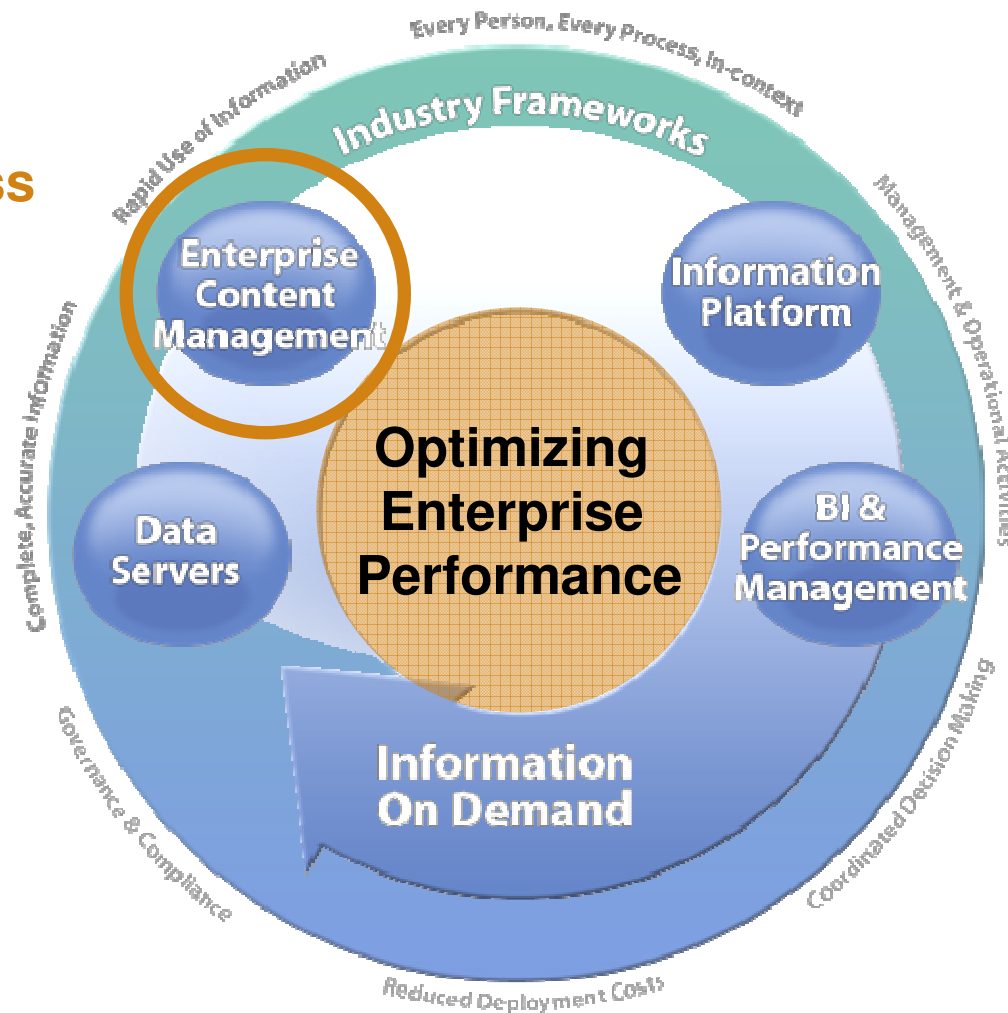 Every Person, Every Process, In-context
Rapid Use of Information
Industry Frameworks
Management & Operational Activities
Enterprise
Content
Management
Information
Platform
Complete, Accurate Information
Optimizing
Enterprise
Performance
Data
Servers
BI &
Performance
Management
Information
On Demand
Governance & Compliance
Coordinated Decision Making
Reduced Deployment Costs